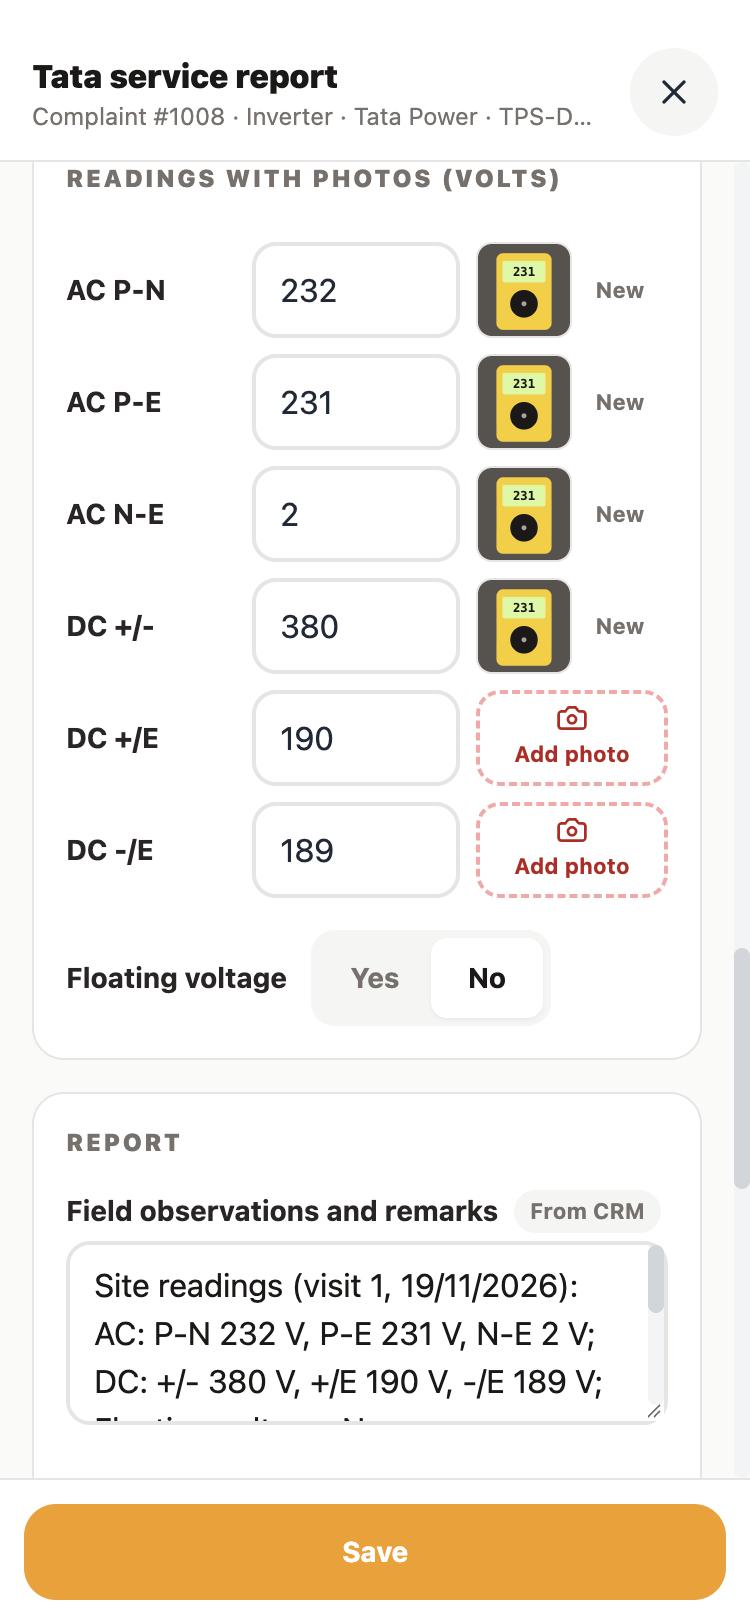 Tata service report
Complaint #1008 · Inverter · Tata Power · TPS-D...
READINGS WITH PHOTOS (VOLTS)
AC P-N 232 231 New
AC P-E 231 231 New
AC N-E 2 231 New
DC +/- 380 231 New
DC +/E 190 Add photo
DC -/E 189 Add photo
Floating voltage Yes No
REPORT
Field observations and remarks From CRM
Site readings (visit 1, 19/11/2026):
AC: P-N 232 V, P-E 231 V, N-E 2 V;
DC: +/- 380 V, +/E 190 V, -/E 189 V;
Save